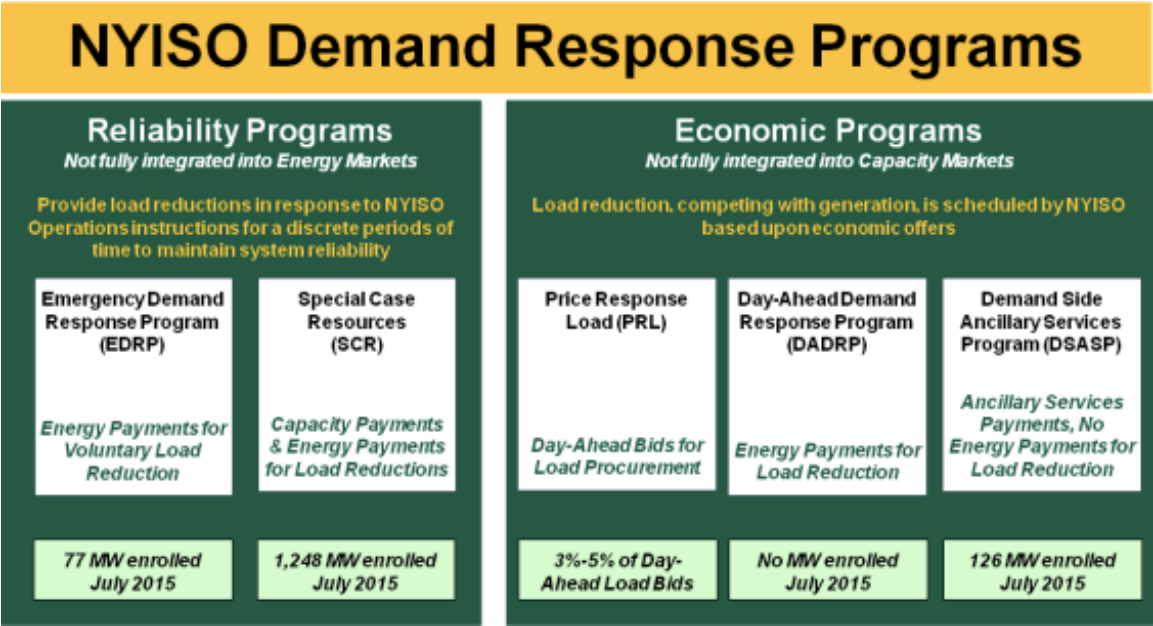 NYISO Demand Response Programs
Reliability Programs
Not fully integrated into Energy Markets
Provide load reductions in response to NYISO
Operations instructions for a discrete periods of
time to maintain system reliability
Emergency Demand
Response Program
(EDRP)
Energy Payments for
Voluntary Load
Reduction
77 MW enrolled
July 2015
Special Case
Resources
(SCR)
Capacity Payments
& Energy Payments
for Load Reductions
1,248 MW enrolled
July 2015
Economic Programs
Not fully integrated into Capacity Markets
Load reduction, competing with generation, is scheduled by NYISO
based upon economic offers
Price Response
Load (PRL)
Day-Ahead Bids for
Load Procurement
3%-5% of Day-
Ahead Load Bids
Day-Ahead Demand
Response Program
(DADRP)
Energy Payments for
Load Reduction
No MW enrolled
July 2015
Demand Side
Ancillary Services
Program (DSASP)
Ancillary Services
Payments, No
Energy Payments for
Load Reduction
126 MW enrolled
July 2015